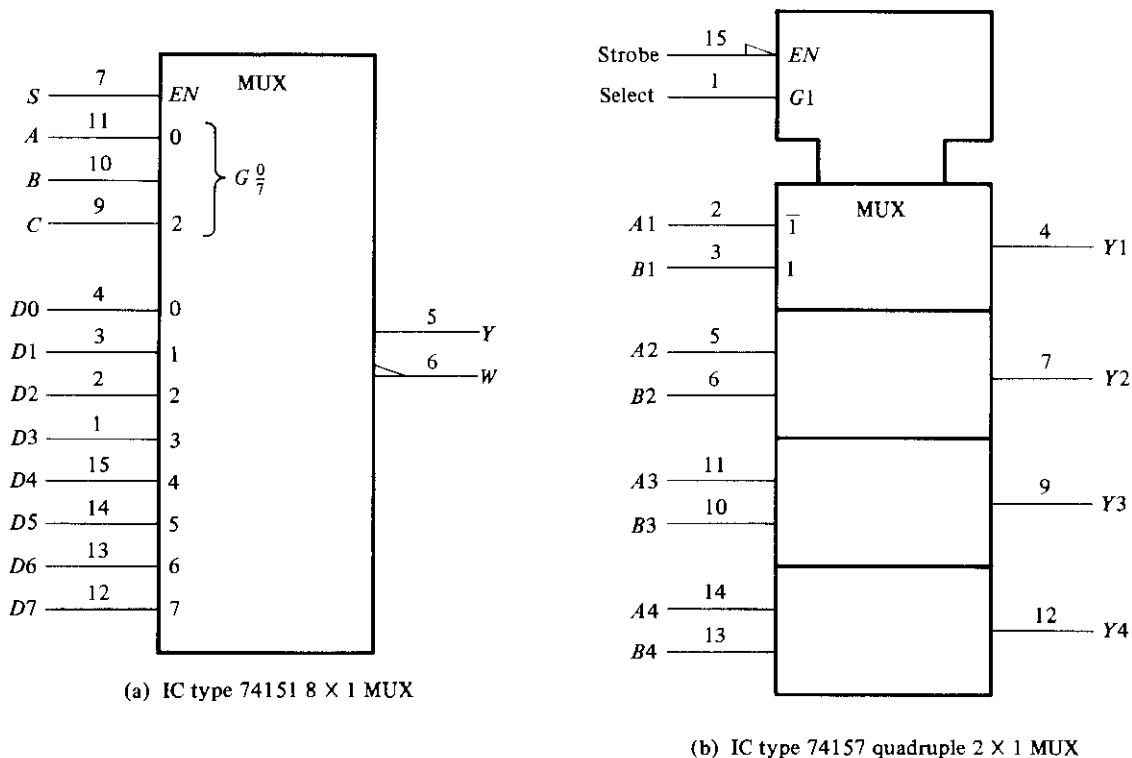 MUX
S 7 EN
A 11 0
B 10
G 0/7
C 9 2
D0 4 0
D1 3 1
D2 2 2
D3 1 3
D4 15 4
D5 14 5
D6 13 6
D7 12 7
5 Y
6 W
(a) IC type 74151 8 × 1 MUX
Strobe 15 EN
Select 1 G1
MUX
A1 2 1̅
B1 3 1
4 Y1
A2 5
B2 6
7 Y2
A3 11
B3 10
9 Y3
A4 14
B4 13
12 Y4
(b) IC type 74157 quadruple 2 × 1 MUX